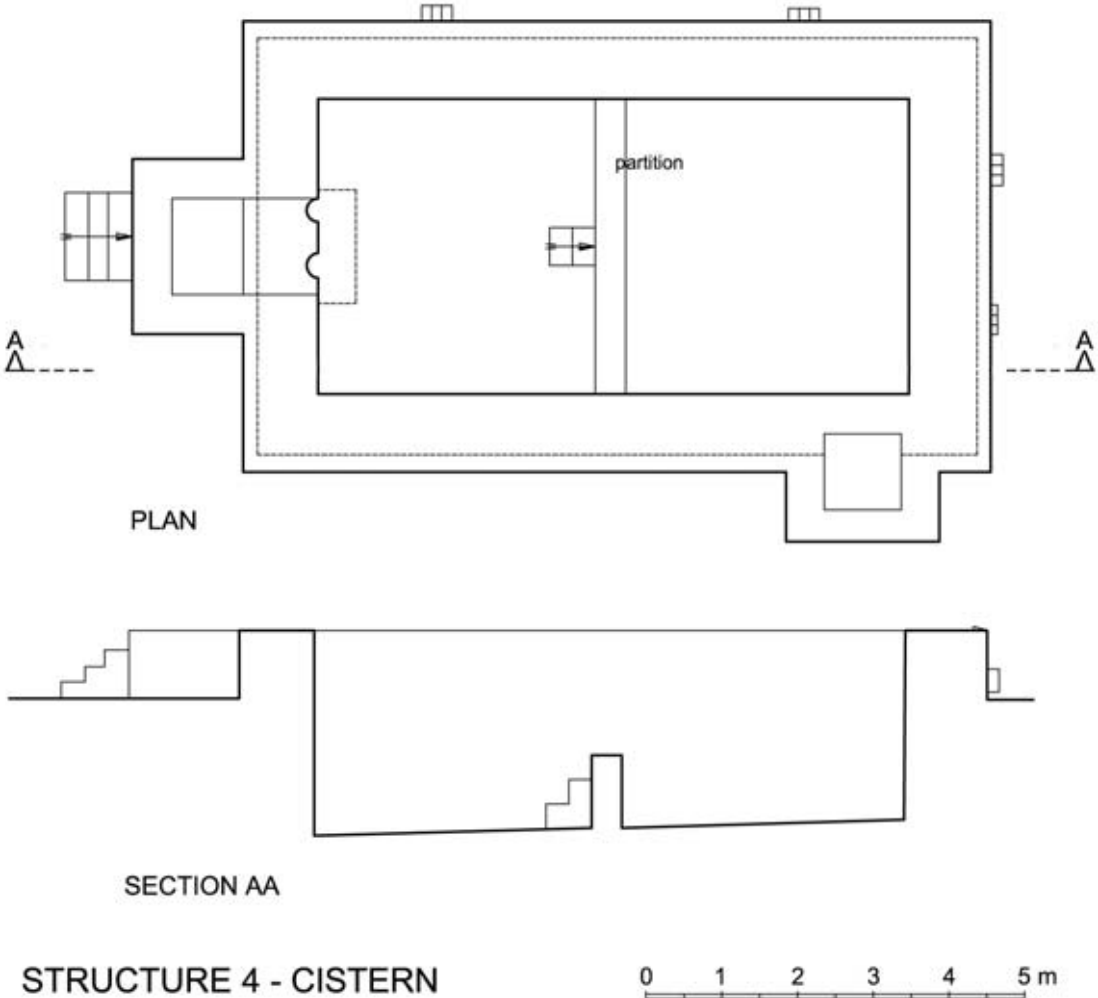 partition
A A
PLAN
SECTION AA
STRUCTURE 4 - CISTERN
0 1 2 3 4 5 m